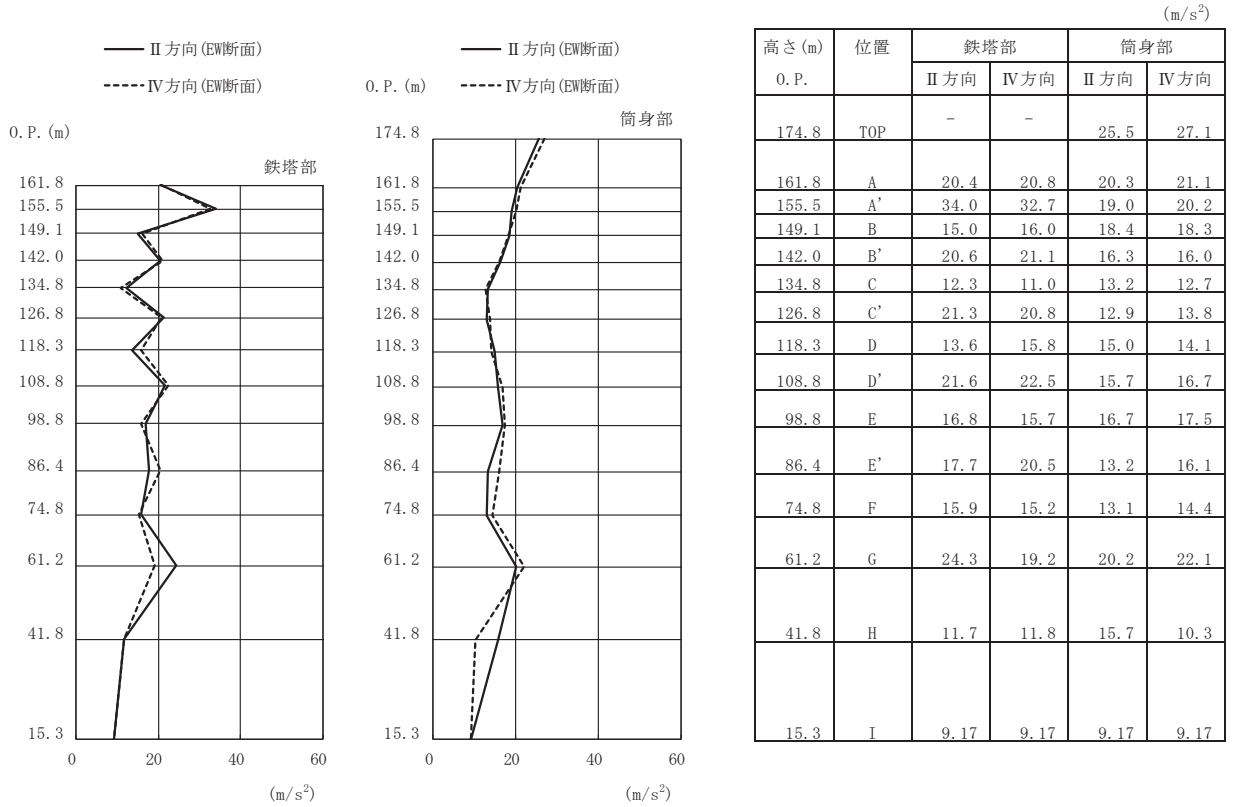 Ⅱ方向(EW断面)
Ⅳ方向(EW断面)
O.P.(m)
鉄塔部
161.8
155.5
149.1
142.0
134.8
126.8
118.3
108.8
98.8
86.4
74.8
61.2
41.8
15.3
0 20 40 60
(m/s²)
Ⅱ方向(EW断面)
Ⅳ方向(EW断面)
O.P.(m)
筒身部
174.8
161.8
155.5
149.1
142.0
134.8
126.8
118.3
108.8
98.8
86.4
74.8
61.2
41.8
15.3
0 20 40 60
(m/s²)
(m/s²)
高さ(m) 位置 鉄塔部 筒身部
O.P. Ⅱ方向 Ⅳ方向 Ⅱ方向 Ⅳ方向
174.8 TOP － － 25.5 27.1
161.8 A 20.4 20.8 20.3 21.1
155.5 A' 34.0 32.7 19.0 20.2
149.1 B 15.0 16.0 18.4 18.3
142.0 B' 20.6 21.1 16.3 16.0
134.8 C 12.3 11.0 13.2 12.7
126.8 C' 21.3 20.8 12.9 13.8
118.3 D 13.6 15.8 15.0 14.1
108.8 D' 21.6 22.5 15.7 16.7
98.8 E 16.8 15.7 16.7 17.5
86.4 E' 17.7 20.5 13.2 16.1
74.8 F 15.9 15.2 13.1 14.4
61.2 G 24.3 19.2 20.2 22.1
41.8 H 11.7 11.8 15.7 10.3
15.3 I 9.17 9.17 9.17 9.17